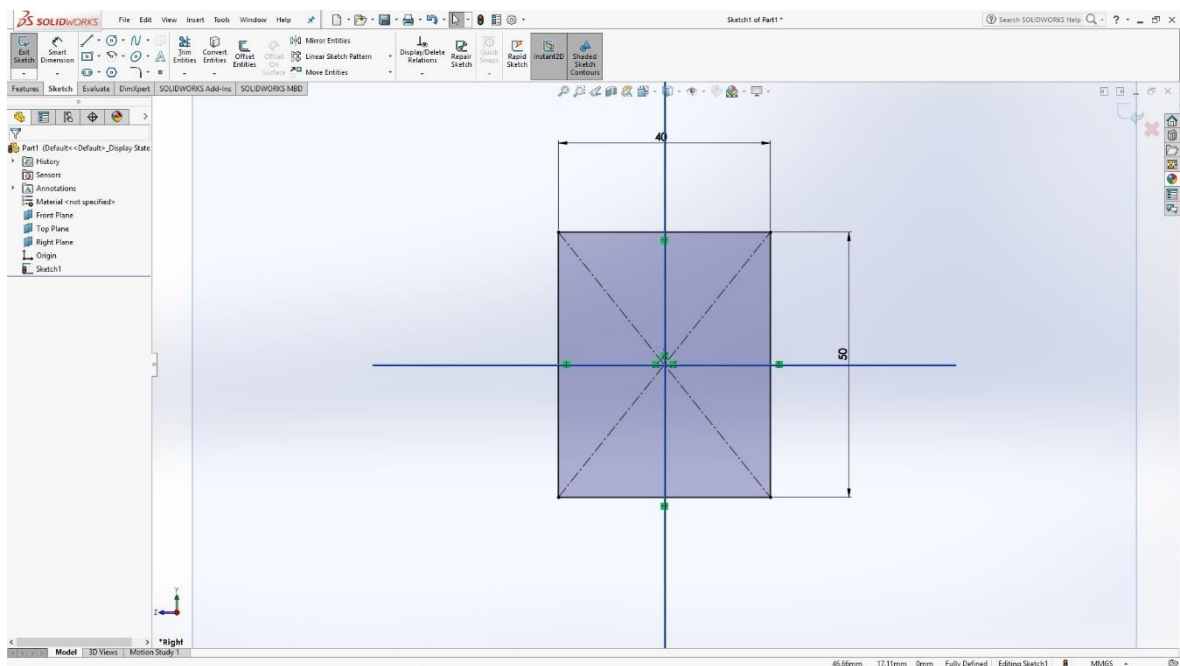 SOLIDWORKS File Edit View Insert Tools Window Help Sketch1 of Part1 * Search SOLIDWORKS Help
Exit Sketch
Smart Dimension
Trim Entities
Convert Entities
Offset Entities
Offset On Surface
Mirror Entities
Linear Sketch Pattern
Move Entities
Display/Delete Relations
Repair Sketch
Quick Snaps
Rapid Sketch
Instant2D
Shaded Sketch Contours
Features Sketch Evaluate DimXpert SOLIDWORKS Add-Ins SOLIDWORKS MBD
Part1 (Default<<Default>_Display State
History
Sensors
Annotations
Material <not specified>
Front Plane
Top Plane
Right Plane
Origin
Sketch1
40
50
Y
Z
*Right
Model 3D Views Motion Study 1
46.66mm 17.11mm 0mm Fully Defined Editing Sketch1 MMGS